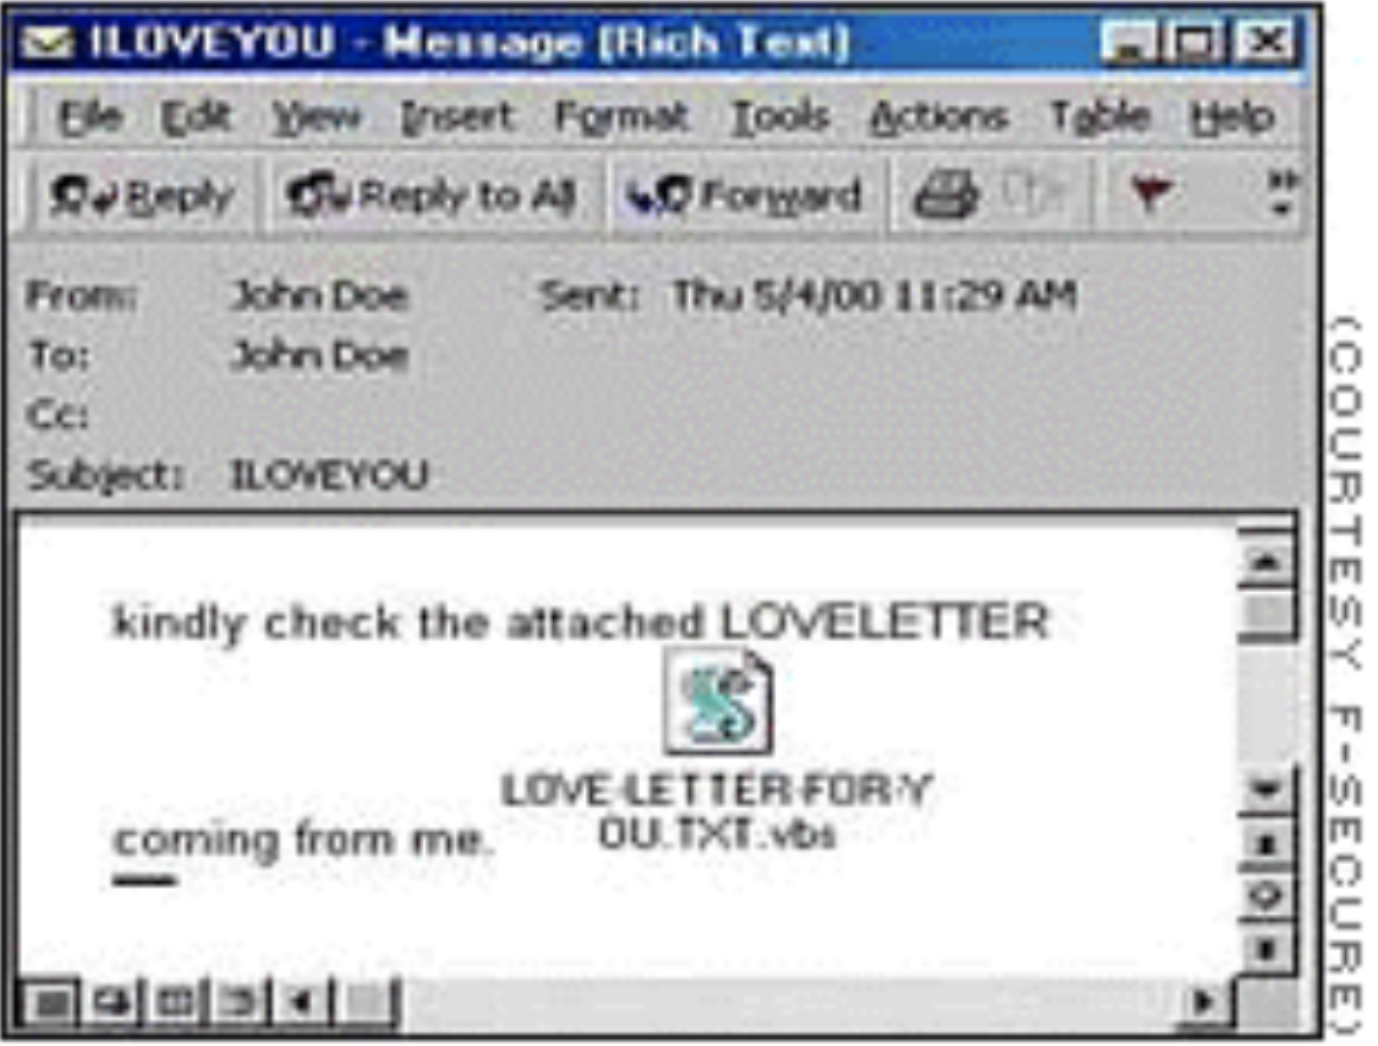 ILOVEYOU - Message (Rich Text)
File Edit View Insert Format Tools Actions Table Help
Reply Reply to All Forward
From: John Doe Sent: Thu 5/4/00 11:29 AM
To: John Doe
Cc:
Subject: ILOVEYOU
kindly check the attached LOVELETTER
LOVE-LETTER-FOR-Y
OU.TXT.vbs
coming from me.
(COURTESY F-SECURE)